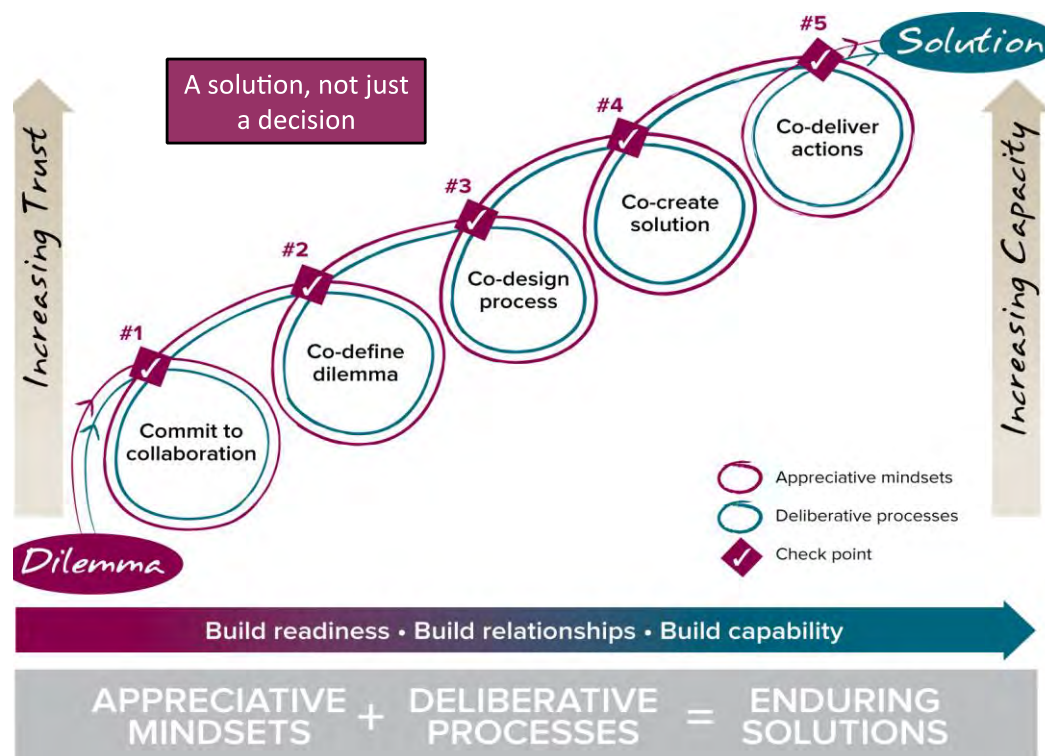 #5
Solution
A solution, not just
a decision
#4
Co-deliver
actions
Increasing Trust
Increasing Capacity
#3
Co-create
solution
#2
Co-design
process
#1
Co-define
dilemma
Commit to
collaboration
Appreciative mindsets
Deliberative processes
Check point
Dilemma
Build readiness • Build relationships • Build capability
APPRECIATIVE
MINDSETS
+
DELIBERATIVE
PROCESSES
=
ENDURING
SOLUTIONS